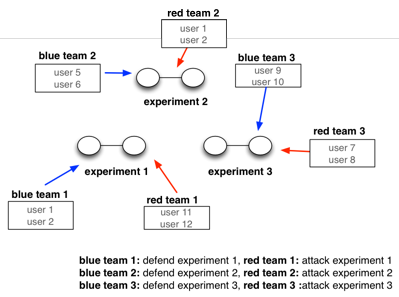 red team 2
user 1
user 2
blue team 2
user 5
user 6
blue team 3
user 9
user 10
experiment 2
red team 3
user 7
user 8
experiment 1
experiment 3
blue team 1
user 1
user 2
red team 1
user 11
user 12
blue team 1: defend experiment 1, red team 1: attack experiment 1
blue team 2: defend experiment 2, red team 2: attack experiment 2
blue team 3: defend experiment 3, red team 3 :attack experiment 3